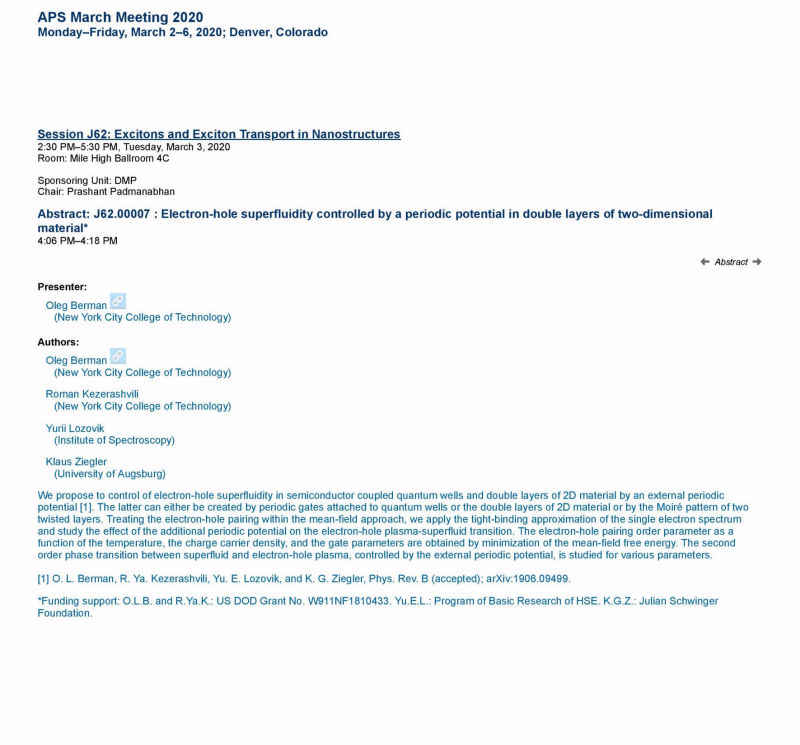 APS March Meeting 2020
Monday–Friday, March 2–6, 2020; Denver, Colorado
Session J62: Excitons and Exciton Transport in Nanostructures
2:30 PM–5:30 PM, Tuesday, March 3, 2020
Room: Mile High Ballroom 4C
Sponsoring Unit: DMP
Chair: Prashant Padmanabhan
Abstract: J62.00007 : Electron-hole superfluidity controlled by a periodic potential in double layers of two-dimensional
material*
4:06 PM–4:18 PM
← Abstract →
Presenter:
Oleg Berman
(New York City College of Technology)
Authors:
Oleg Berman
(New York City College of Technology)
Roman Kezerashvili
(New York City College of Technology)
Yurii Lozovik
(Institute of Spectroscopy)
Klaus Ziegler
(University of Augsburg)
We propose to control of electron-hole superfluidity in semiconductor coupled quantum wells and double layers of 2D material by an external periodic
potential [1]. The latter can either be created by periodic gates attached to quantum wells or the double layers of 2D material or by the Moiré pattern of two
twisted layers. Treating the electron-hole pairing within the mean-field approach, we apply the tight-binding approximation of the single electron spectrum
and study the effect of the additional periodic potential on the electron-hole plasma-superfluid transition. The electron-hole pairing order parameter as a
function of the temperature, the charge carrier density, and the gate parameters are obtained by minimization of the mean-field free energy. The second
order phase transition between superfluid and electron-hole plasma, controlled by the external periodic potential, is studied for various parameters.
[1] O. L. Berman, R. Ya. Kezerashvili, Yu. E. Lozovik, and K. G. Ziegler, Phys. Rev. B (accepted); arXiv:1906.09499.
*Funding support: O.L.B. and R.Ya.K.: US DOD Grant No. W911NF1810433. Yu.E.L.: Program of Basic Research of HSE. K.G.Z.: Julian Schwinger
Foundation.